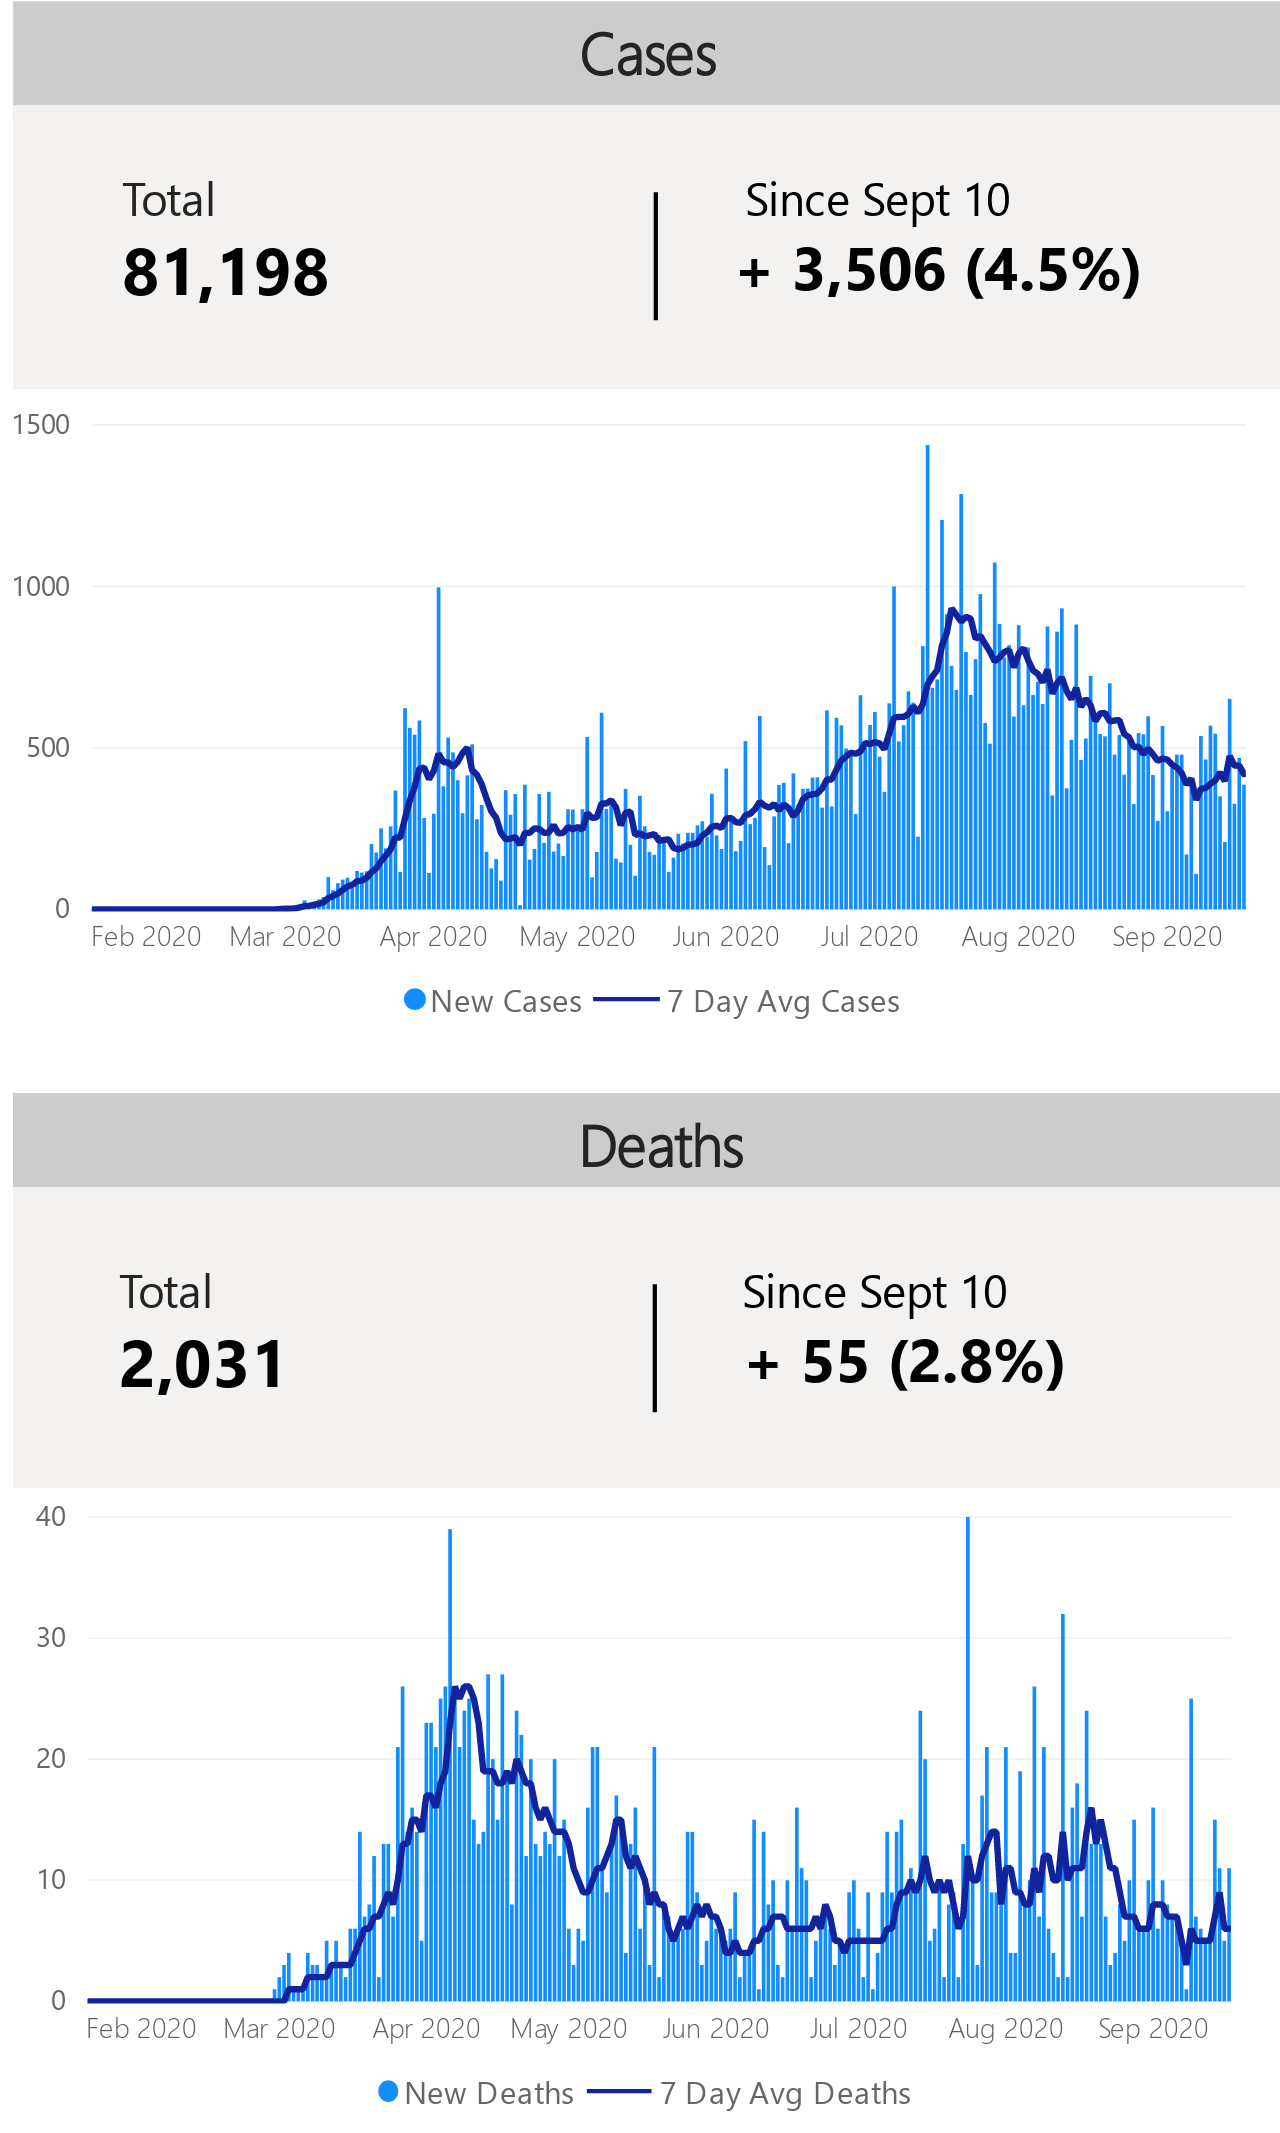 Cases
Total
Since Sept 10
81,198
+ 3,506 (4.5%)
1500
1000
500
0
Feb 2020 Mar 2020 Apr 2020 May 2020 Jun 2020 Jul 2020 Aug 2020 Sep 2020
New Cases 7 Day Avg Cases
Deaths
Total
Since Sept 10
2,031
+ 55 (2.8%)
40
30
20
10
0
Feb 2020 Mar 2020 Apr 2020 May 2020 Jun 2020 Jul 2020 Aug 2020 Sep 2020
New Deaths 7 Day Avg Deaths